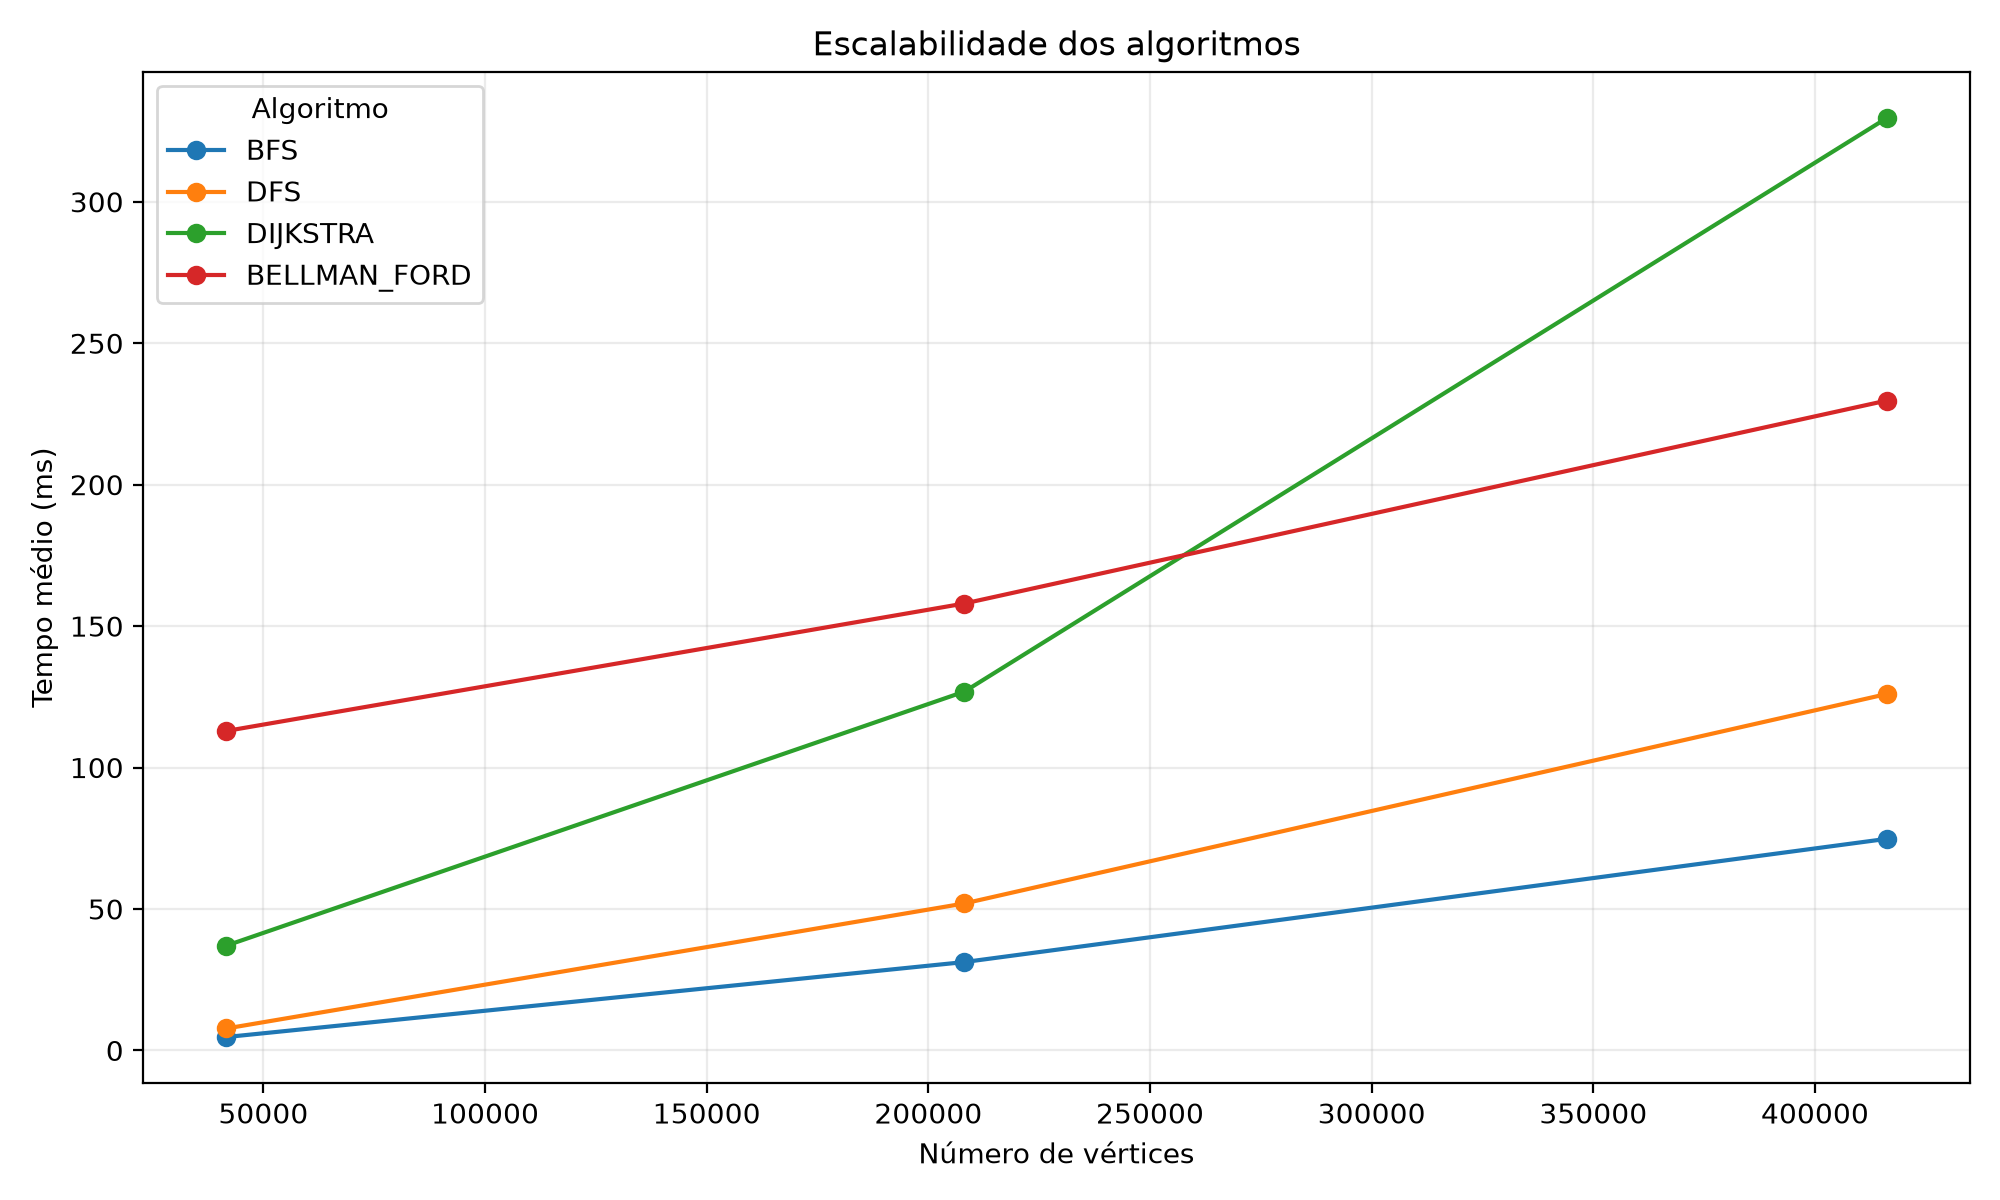 Escalabilidade dos algoritmos
Algoritmo
BFS
DFS
DIJKSTRA
BELLMAN_FORD
300
250
200
150
100
50
0
Tempo médio (ms)
50000 100000 150000 200000 250000 300000 350000 400000
Número de vértices